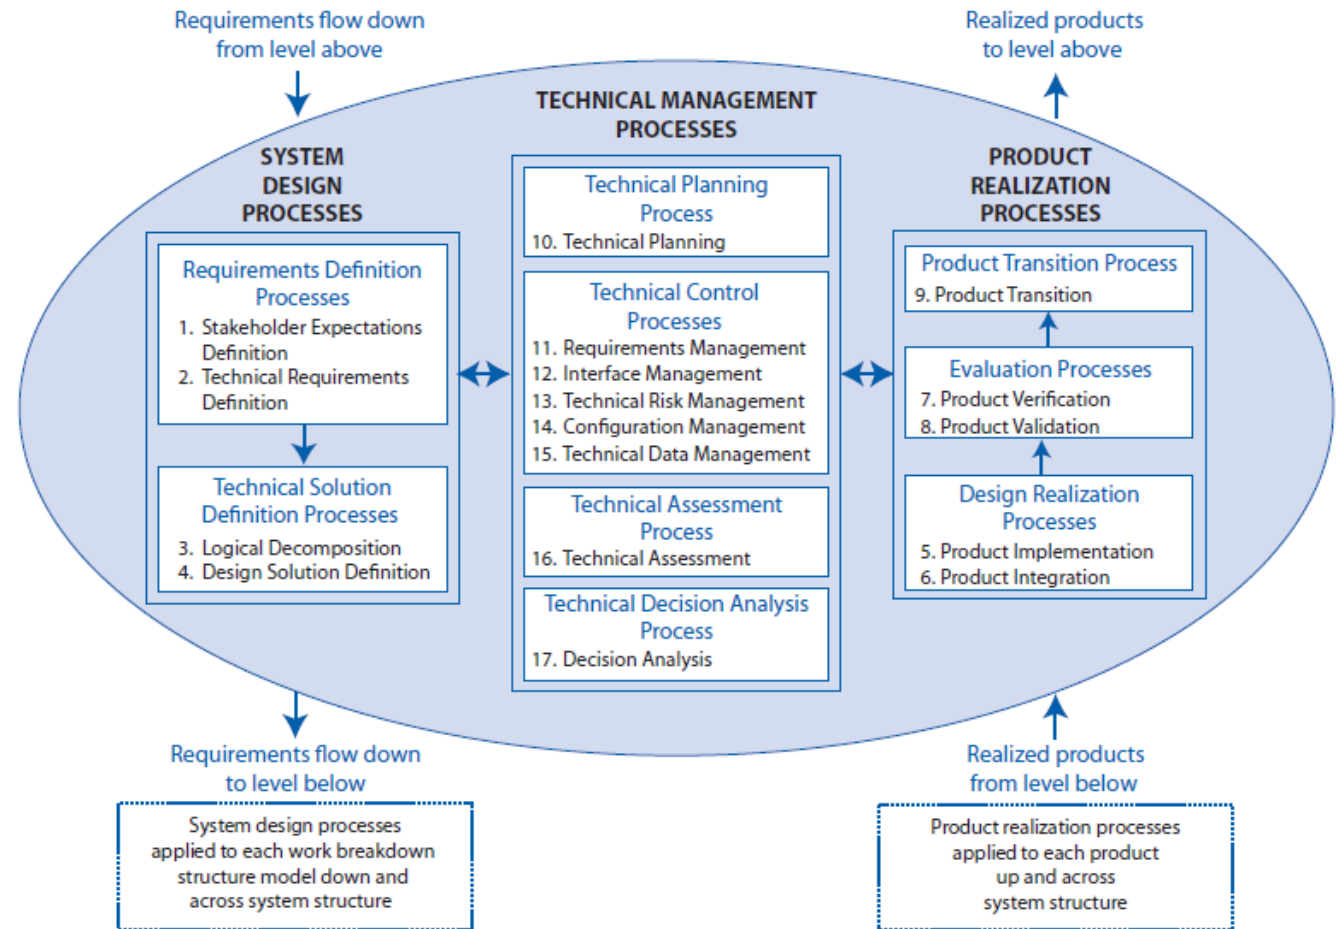 Requirements flow down
from level above
Realized products
to level above
TECHNICAL MANAGEMENT
PROCESSES
SYSTEM
DESIGN
PROCESSES
Requirements Definition
Processes
1. Stakeholder Expectations
Definition
2. Technical Requirements
Definition
Technical Solution
Definition Processes
3. Logical Decomposition
4. Design Solution Definition
Technical Planning
Process
10. Technical Planning
Technical Control
Processes
11. Requirements Management
12. Interface Management
13. Technical Risk Management
14. Configuration Management
15. Technical Data Management
Technical Assessment
Process
16. Technical Assessment
Technical Decision Analysis
Process
17. Decision Analysis
PRODUCT
REALIZATION
PROCESSES
Product Transition Process
9. Product Transition
Evaluation Processes
7. Product Verification
8. Product Validation
Design Realization
Processes
5. Product Implementation
6. Product Integration
Requirements flow down
to level below
System design processes
applied to each work breakdown
structure model down and
across system structure
Realized products
from level below
Product realization processes
applied to each product
up and across
system structure